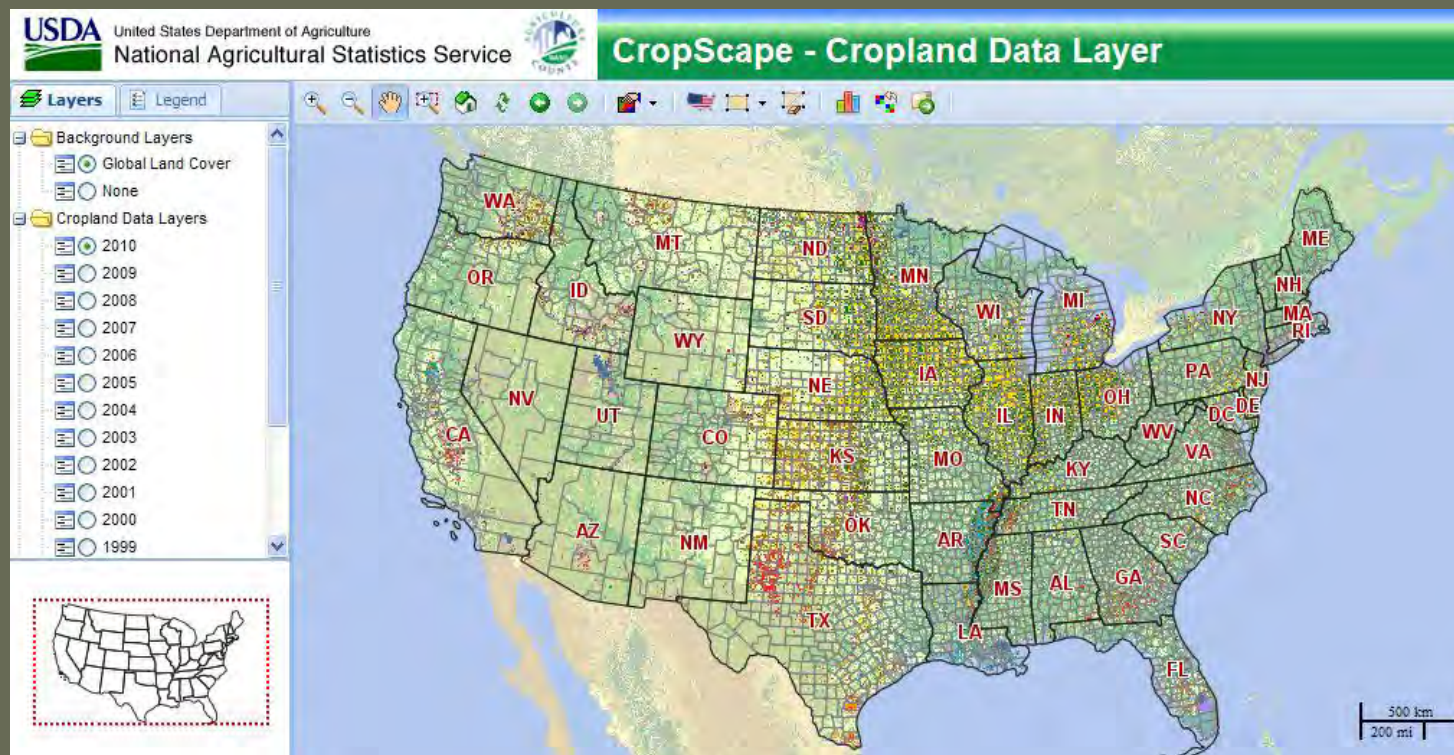 USDA
United States Department of Agriculture
National Agricultural Statistics Service
AGRICULTURE
COUNTS
CropScape - Cropland Data Layer
Layers
Legend
Background Layers
Global Land Cover
None
Cropland Data Layers
2010
2009
2008
2007
2006
2005
2004
2003
2002
2001
2000
1999
WA
MT
ND
MN
ME
OR
ID
SD
WI
MI
NH
NY
MA
RI
WY
IA
PA
NJ
NV
UT
NE
IL
IN
OH
DE
DC
CA
CO
KS
MO
WV
VA
KY
NC
TN
AZ
NM
OK
AR
SC
MS
AL
GA
TX
LA
FL
500 km
200 mi